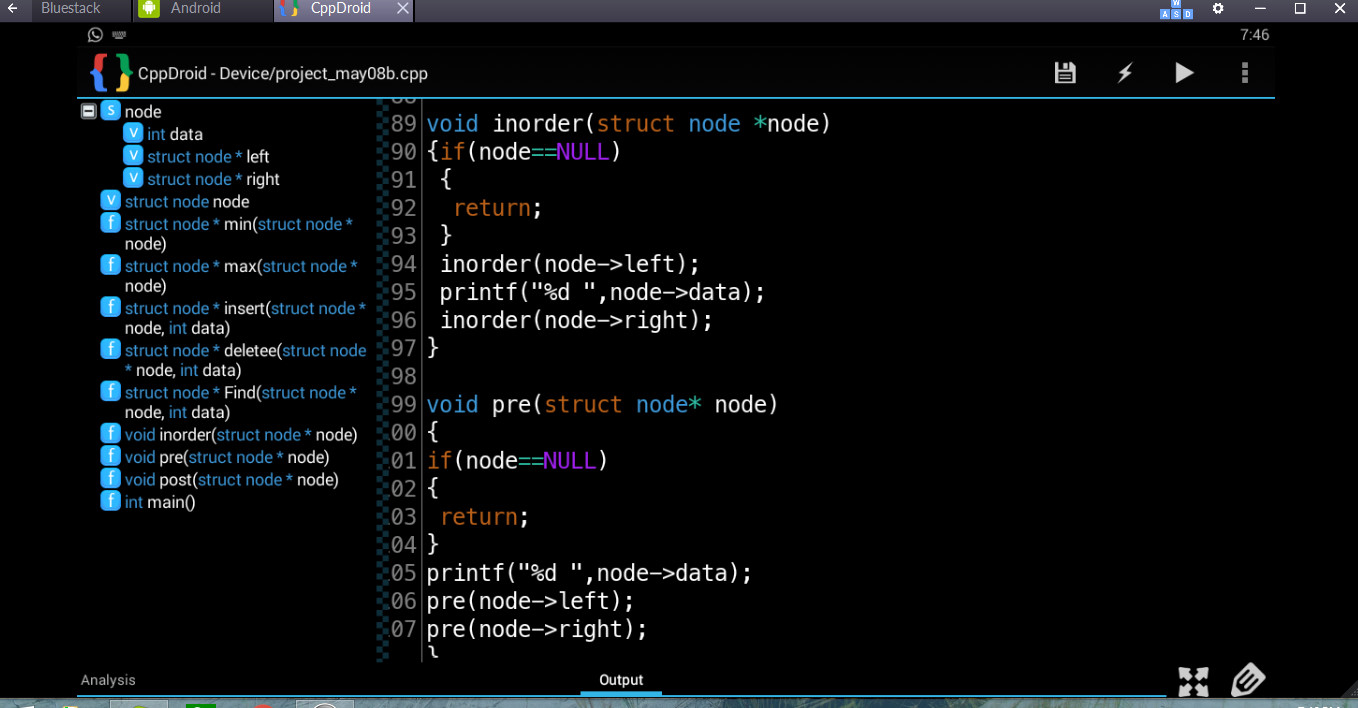 Bluestack
Android
CppDroid
W
A S D
7:46
CppDroid - Device/project_may08b.cpp
S node
V int data
V struct node * left
V struct node * right
V struct node node
f struct node * min(struct node *
node)
f struct node * max(struct node *
node)
f struct node * insert(struct node *
node, int data)
f struct node * deletee(struct node
* node, int data)
f struct node * Find(struct node *
node, int data)
f void inorder(struct node * node)
f void pre(struct node * node)
f void post(struct node * node)
f int main()
89 void inorder(struct node *node)
90 {if(node==NULL)
91 {
92 return;
93 }
94 inorder(node->left);
95 printf("%d ",node->data);
96 inorder(node->right);
97 }
98
99 void pre(struct node* node)
00 {
01 if(node==NULL)
02 {
03 return;
04 }
05 printf("%d ",node->data);
06 pre(node->left);
07 pre(node->right);
Analysis
Output